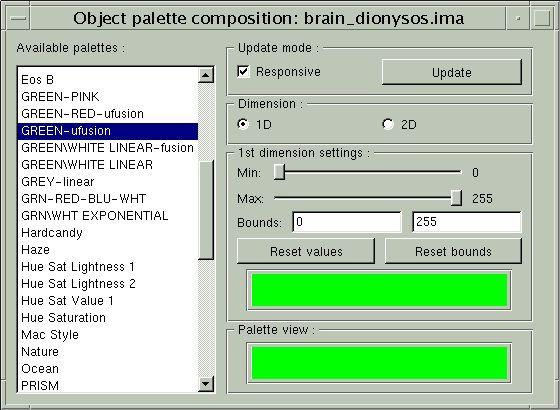 Object palette composition: brain_dionysos.ima
Available palettes :
Eos B
GREEN-PINK
GREEN-RED-ufusion
GREEN-ufusion
GREEN\WHITE LINEAR-fusion
GREEN\WHITE LINEAR
GREY-linear
GRN-RED-BLU-WHT
GRN\WHT EXPONENTIAL
Hardcandy
Haze
Hue Sat Lightness 1
Hue Sat Lightness 2
Hue Sat Value 1
Hue Saturation
Mac Style
Nature
Ocean
PRISM
Update mode :
Responsive
Update
Dimension :
1D 2D
1st dimension settings :
Min: 0
Max: 255
Bounds: 0 255
Reset values Reset bounds
Palette view :